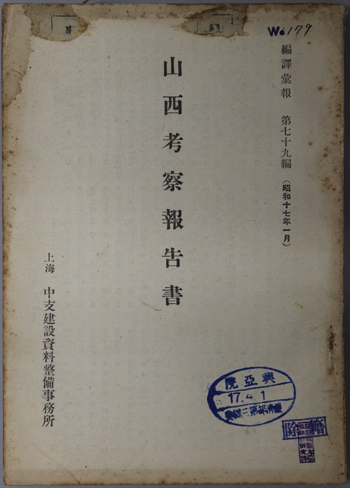 W○179
編譯彙報 第七十九編 (昭和十七年一月)
山西考察報告書
上海 中支建設資料整備事務所
興亞院
17.4.1